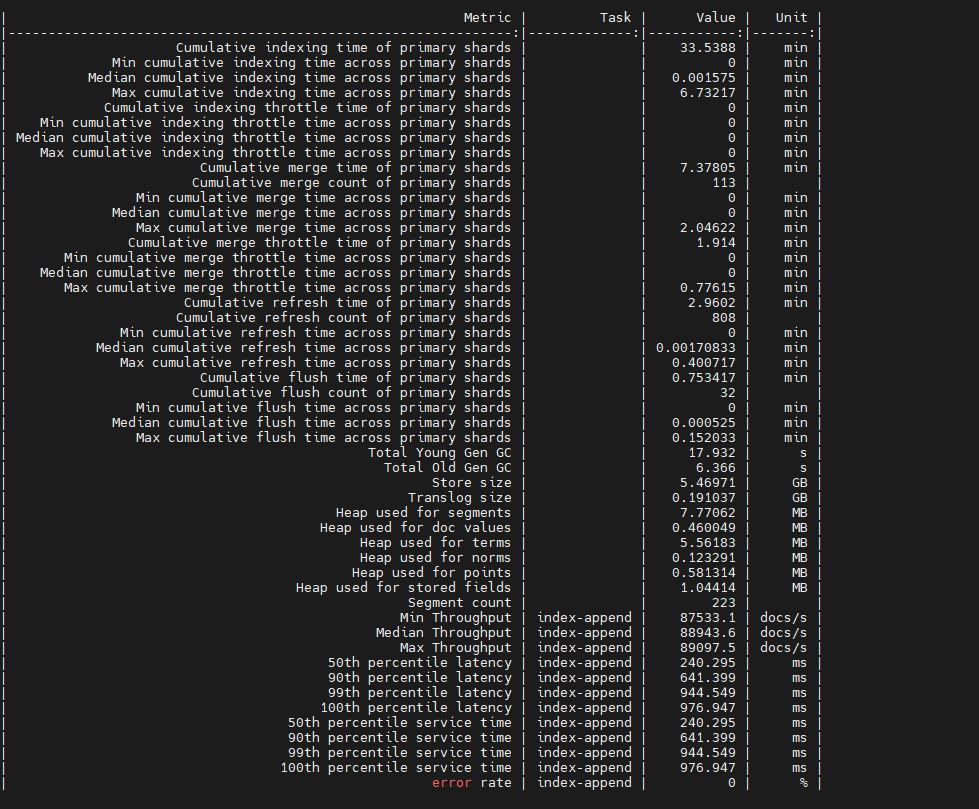 | Metric | Task | Value | Unit |
|---------------------------------------------------------------:|-------------:|-----------:|-------:|
| Cumulative indexing time of primary shards | | 33.5388 | min |
| Min cumulative indexing time across primary shards | | 0 | min |
| Median cumulative indexing time across primary shards | | 0.001575 | min |
| Max cumulative indexing time across primary shards | | 6.73217 | min |
| Cumulative indexing throttle time of primary shards | | 0 | min |
| Min cumulative indexing throttle time across primary shards | | 0 | min |
| Median cumulative indexing throttle time across primary shards | | 0 | min |
| Max cumulative indexing throttle time across primary shards | | 0 | min |
| Cumulative merge time of primary shards | | 7.37805 | min |
| Cumulative merge count of primary shards | | 113 | |
| Min cumulative merge time across primary shards | | 0 | min |
| Median cumulative merge time across primary shards | | 0 | min |
| Max cumulative merge time across primary shards | | 2.04622 | min |
| Cumulative merge throttle time of primary shards | | 1.914 | min |
| Min cumulative merge throttle time across primary shards | | 0 | min |
| Median cumulative merge throttle time across primary shards | | 0 | min |
| Max cumulative merge throttle time across primary shards | | 0.77615 | min |
| Cumulative refresh time of primary shards | | 2.9602 | min |
| Cumulative refresh count of primary shards | | 808 | |
| Min cumulative refresh time across primary shards | | 0 | min |
| Median cumulative refresh time across primary shards | | 0.00170833 | min |
| Max cumulative refresh time across primary shards | | 0.400717 | min |
| Cumulative flush time of primary shards | | 0.753417 | min |
| Cumulative flush count of primary shards | | 32 | |
| Min cumulative flush time across primary shards | | 0 | min |
| Median cumulative flush time across primary shards | | 0.000525 | min |
| Max cumulative flush time across primary shards | | 0.152033 | min |
| Total Young Gen GC | | 17.932 | s |
| Total Old Gen GC | | 6.366 | s |
| Store size | | 5.46971 | GB |
| Translog size | | 0.191037 | GB |
| Heap used for segments | | 7.77062 | MB |
| Heap used for doc values | | 0.460049 | MB |
| Heap used for terms | | 5.56183 | MB |
| Heap used for norms | | 0.123291 | MB |
| Heap used for points | | 0.581314 | MB |
| Heap used for stored fields | | 1.04414 | MB |
| Segment count | | 223 | |
| Min Throughput | index-append | 87533.1 | docs/s |
| Median Throughput | index-append | 88943.6 | docs/s |
| Max Throughput | index-append | 89097.5 | docs/s |
| 50th percentile latency | index-append | 240.295 | ms |
| 90th percentile latency | index-append | 641.399 | ms |
| 99th percentile latency | index-append | 944.549 | ms |
| 100th percentile latency | index-append | 976.947 | ms |
| 50th percentile service time | index-append | 240.295 | ms |
| 90th percentile service time | index-append | 641.399 | ms |
| 99th percentile service time | index-append | 944.549 | ms |
| 100th percentile service time | index-append | 976.947 | ms |
| error rate | index-append | 0 | % |